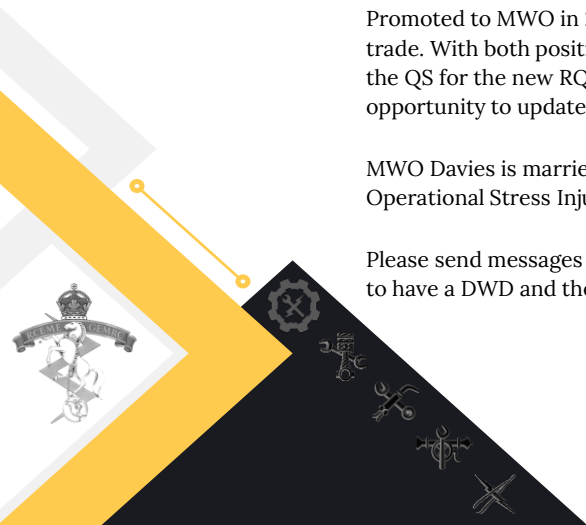 Promoted to MWO in
trade. With both posit
the QS for the new RQ
opportunity to update
MWO Davies is marrie
Operational Stress Inj
Please send messages
to have a DWD and the
RCEME GEMRC